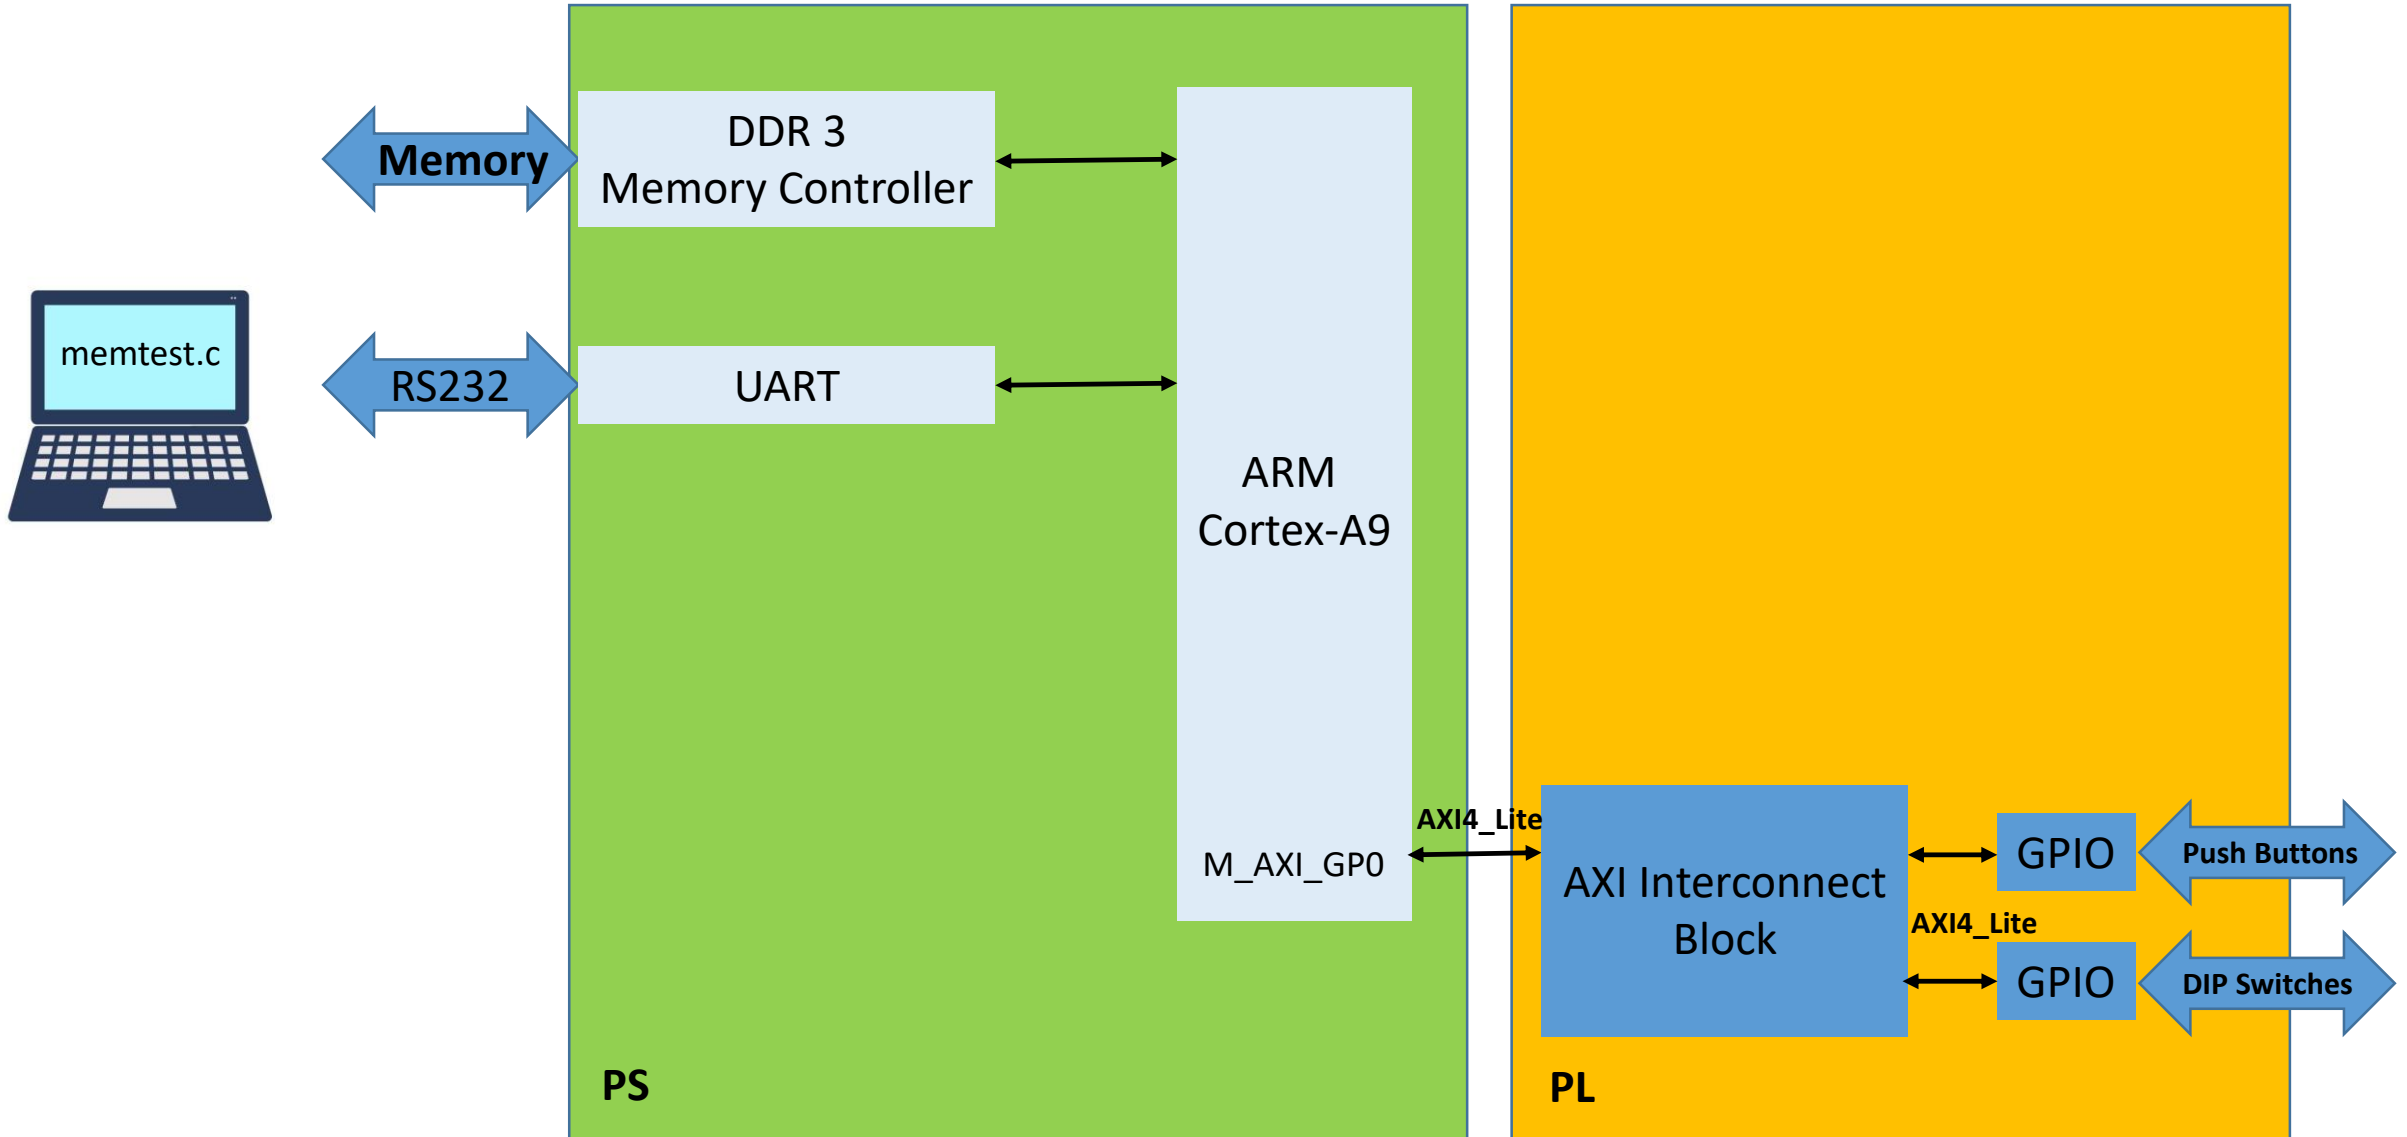 DDR 3
Memory Controller
Memory
memtest.c
RS232
UART
ARM
Cortex-A9
M_AXI_GP0
AXI4_Lite
AXI Interconnect
Block
GPIO
Push Buttons
AXI4_Lite
GPIO
DIP Switches
PS
PL